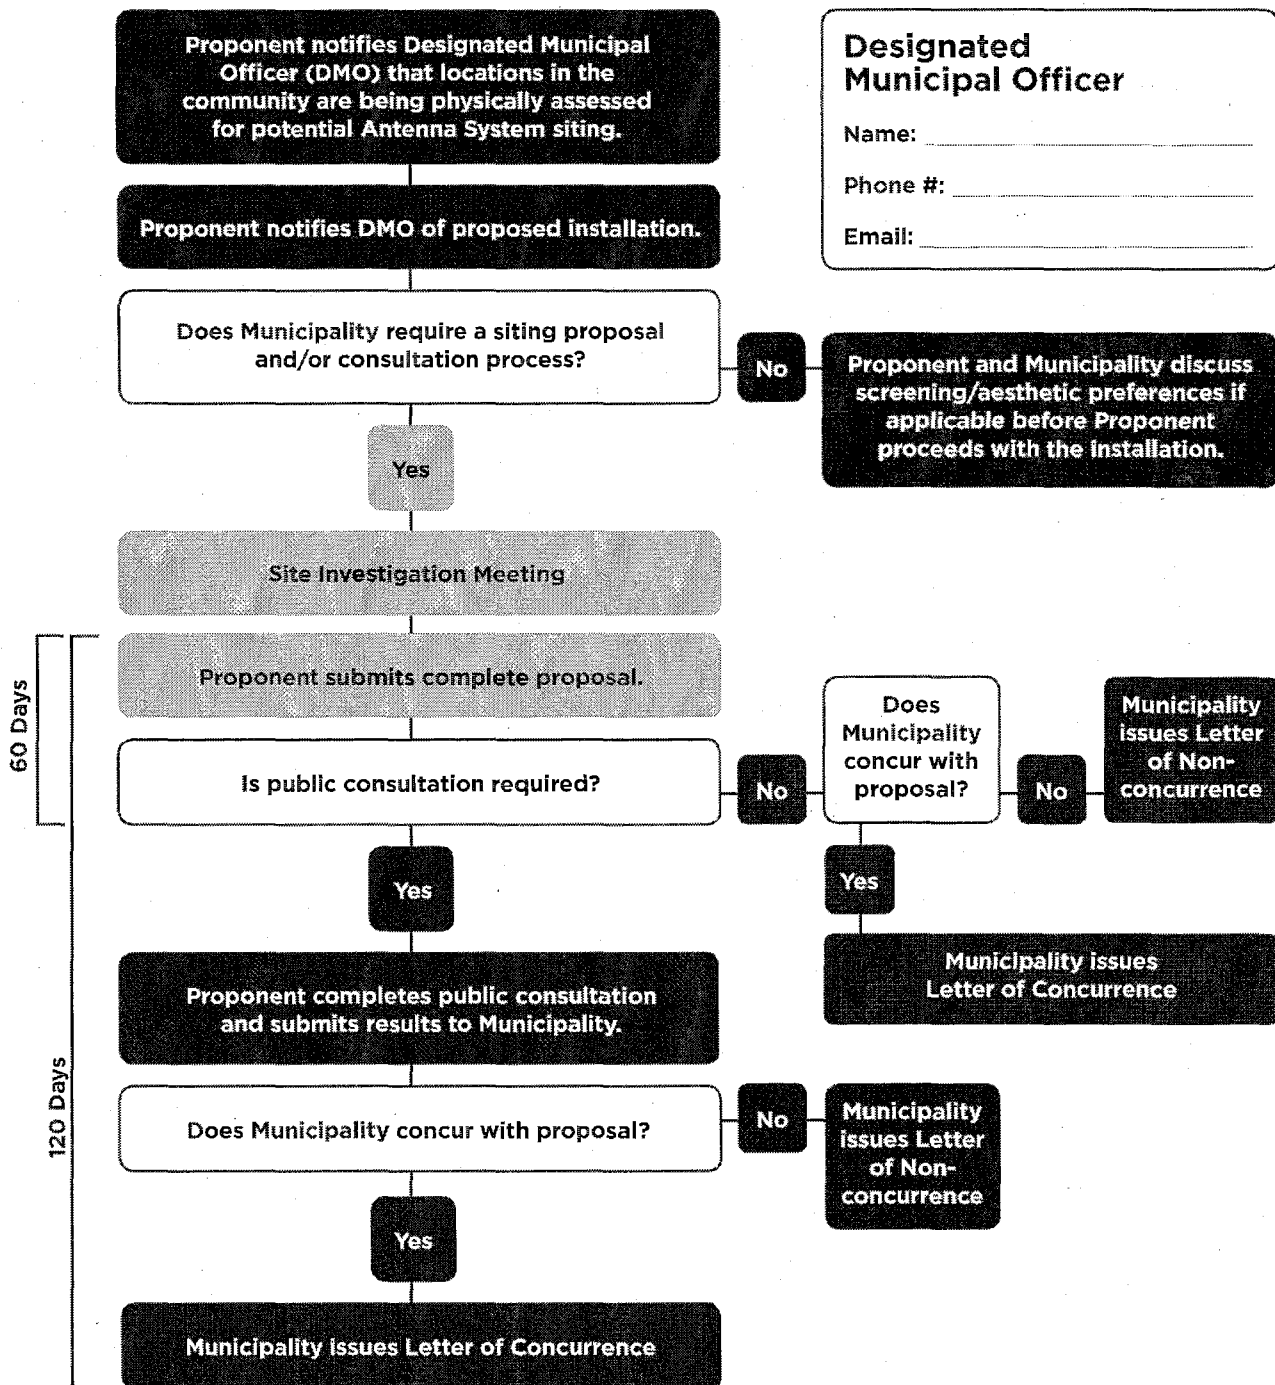 Proponent notifies Designated Municipal
Officer (DMO) that locations in the
community are being physically assessed
for potential Antenna System siting.
Designated
Municipal Officer
Name:
Phone #:
Email:
Proponent notifies DMO of proposed installation.
Does Municipality require a siting proposal
and/or consultation process?
No
Proponent and Municipality discuss
screening/aesthetic preferences if
applicable before Proponent
proceeds with the Installation.
Yes
Site Investigation Meeting
60 Days
120 Days
Proponent submits complete proposal.
Is public consultation required?
No
Does
Municipality
concur with
proposal?
No
Municipality
issues Letter
of Non-
concurrence
Yes
Municipality issues
Letter of Concurrence
Yes
Proponent completes public consultation
and submits results to Municipality.
Does Municipality concur with proposal?
No
Municipality
issues Letter
of Non-
concurrence
Yes
Municipality issues Letter of Concurrence